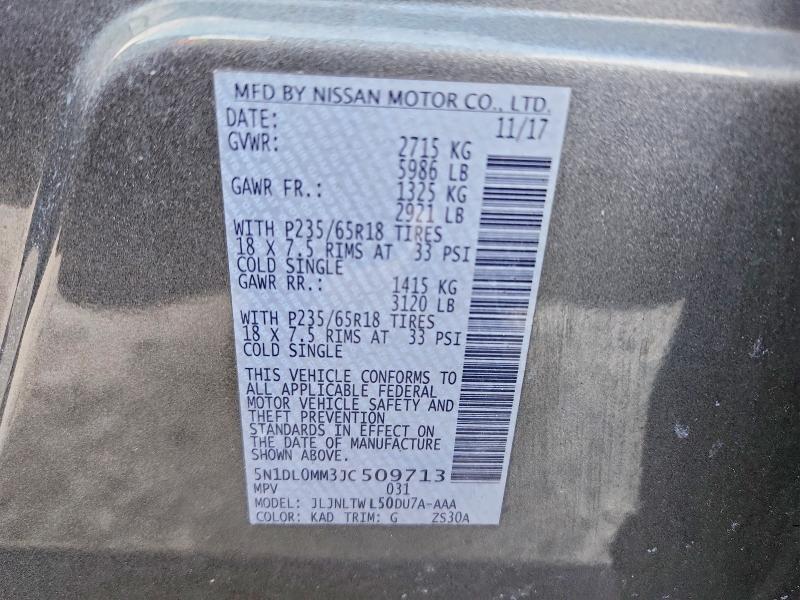 MFD BY NISSAN MOTOR CO., LTD.
DATE: 11/17
GVWR: 2715 KG
5986 LB
GAWR FR.: 1325 KG
2921 LB
WITH P235/65R18 TIRES
18 X 7.5 RIMS AT 33 PSI
COLD SINGLE
GAWR RR.: 1415 KG
3120 LB
WITH P235/65R18 TIRES
18 X 7.5 RIMS AT 33 PSI
COLD SINGLE
THIS VEHICLE CONFORMS TO
ALL APPLICABLE FEDERAL
MOTOR VEHICLE SAFETY AND
THEFT PREVENTION
STANDARDS IN EFFECT ON
THE DATE OF MANUFACTURE
SHOWN ABOVE.
5N1DL0MM3JC509713
MPV 031
MODEL: JLJNLTWL50DU7A-AAA
COLOR: KAD TRIM: G ZS30A